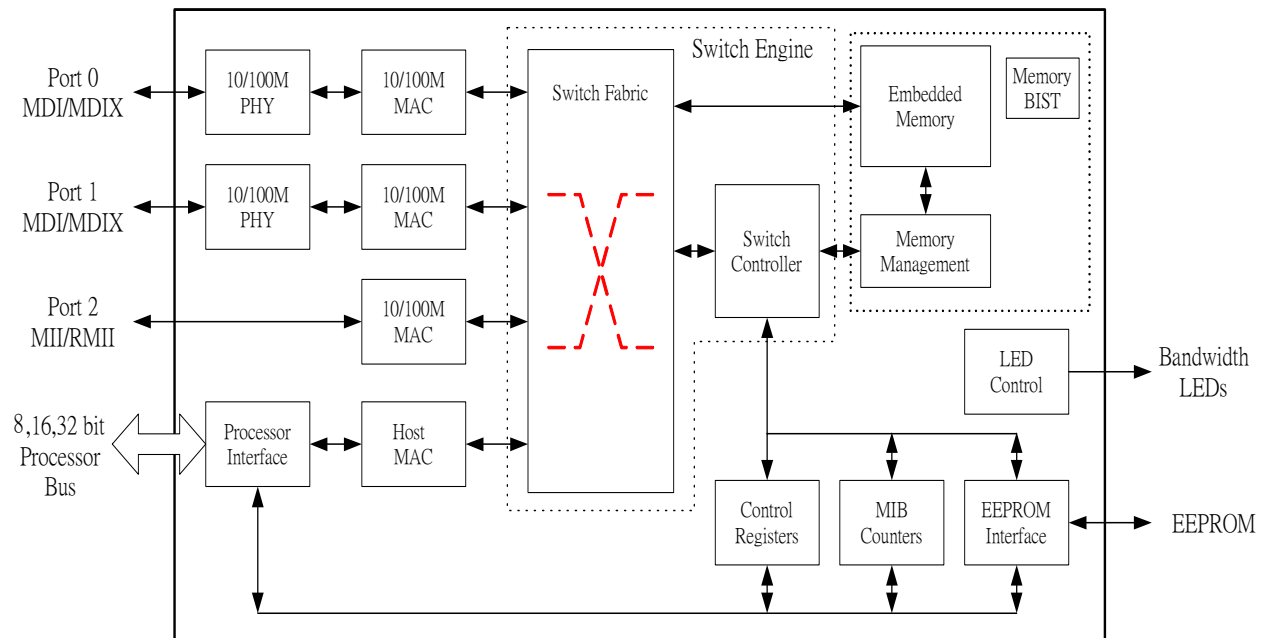 Switch Engine
Port 0
MDI/MDIX
10/100M
PHY
10/100M
MAC
Switch Fabric
Embedded
Memory
Memory
BIST
Port 1
MDI/MDIX
10/100M
PHY
10/100M
MAC
Switch
Controller
Memory
Management
Port 2
MII/RMII
10/100M
MAC
LED
Control
Bandwidth
LEDs
8,16,32 bit
Processor
Bus
Processor
Interface
Host
MAC
Control
Registers
MIB
Counters
EEPROM
Interface
EEPROM